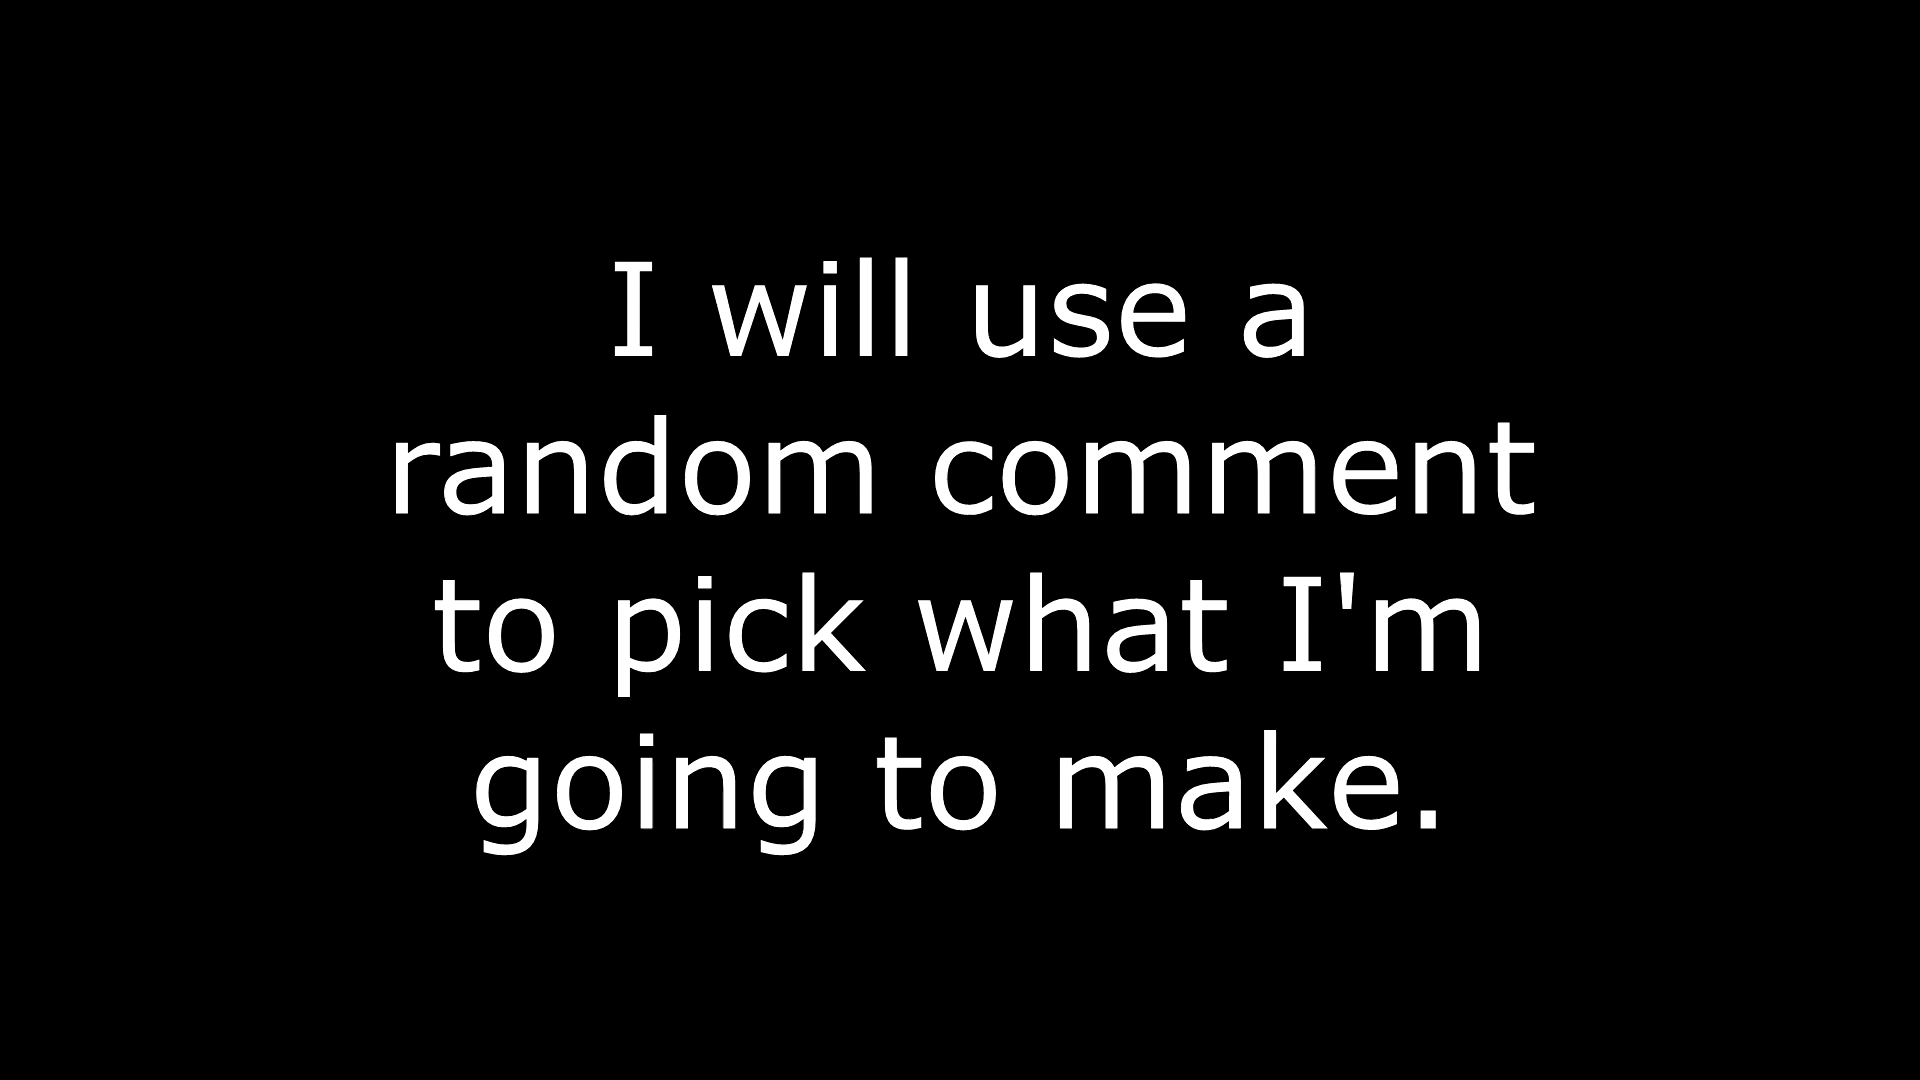 I will use a
random comment
to pick what I'm
going to make.